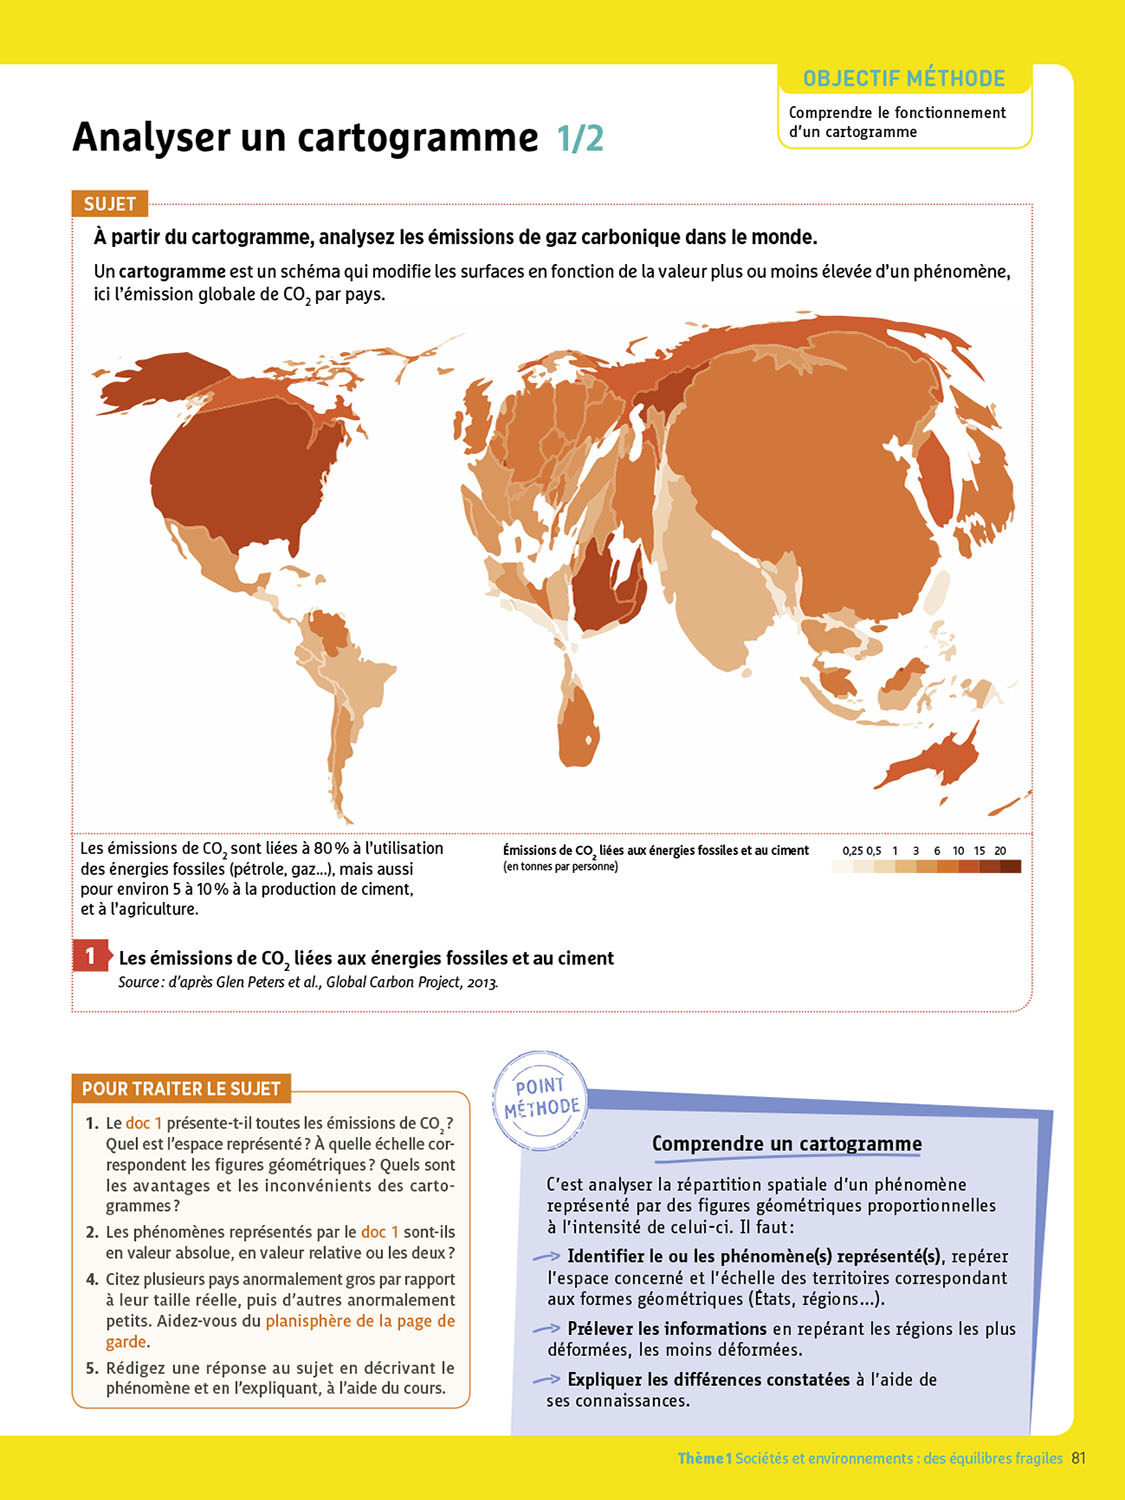 OBJECTIF MÉTHODE
Comprendre le fonctionnement
d'un cartogramme
Analyser un cartogramme 1/2
SUJET
À partir du cartogramme, analysez les émissions de gaz carbonique dans le monde.
Un cartogramme est un schéma qui modifie les surfaces en fonction de la valeur plus ou moins élevée d'un phénomène,
ici l'émission globale de CO2 par pays.
Les émissions de CO2 sont liées à 80 % à l'utilisation
des énergies fossiles (pétrole, gaz...), mais aussi
pour environ 5 à 10 % à la production de ciment,
et à l'agriculture.
Émissions de CO2 liées aux énergies fossiles et au ciment
(en tonnes par personne)
0,25 0,5 1 3 6 10 15 20
1 Les émissions de CO2 liées aux énergies fossiles et au ciment
Source : d'après Glen Peters et al., Global Carbon Project, 2013.
POUR TRAITER LE SUJET
1. Le doc 1 présente-t-il toutes les émissions de CO2 ?
Quel est l'espace représenté ? À quelle échelle cor-
respondent les figures géométriques ? Quels sont
les avantages et les inconvénients des carto-
grammes ?
2. Les phénomènes représentés par le doc 1 sont-ils
en valeur absolue, en valeur relative ou les deux ?
4. Citez plusieurs pays anormalement gros par rapport
à leur taille réelle, puis d'autres anormalement
petits. Aidez-vous du planisphère de la page de
garde.
5. Rédigez une réponse au sujet en décrivant le
phénomène et en l'expliquant, à l'aide du cours.
POINT
MÉTHODE
Comprendre un cartogramme
C'est analyser la répartition spatiale d'un phénomène
représenté par des figures géométriques proportionnelles
à l'intensité de celui-ci. Il faut :
Identifier le ou les phénomène(s) représenté(s), repérer
l'espace concerné et l'échelle des territoires correspondant
aux formes géométriques (États, régions...).
Prélever les informations en repérant les régions les plus
déformées, les moins déformées.
Expliquer les différences constatées à l'aide de
ses connaissances.
Thème 1 Sociétés et environnements : des équilibres fragiles 81